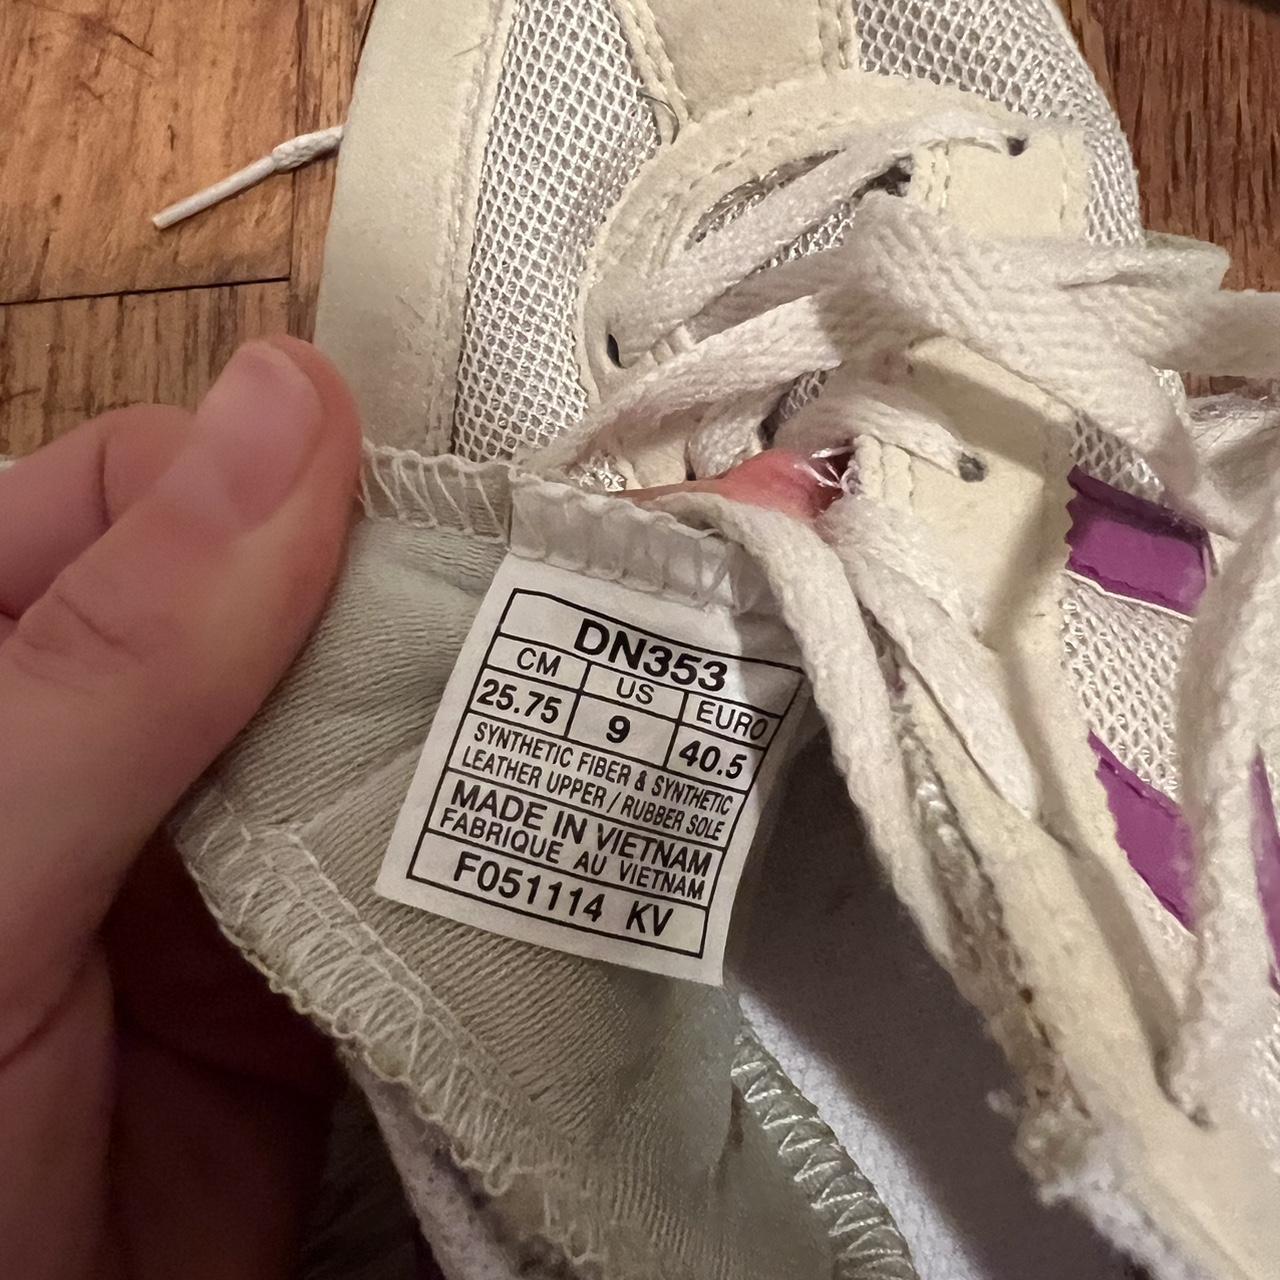 DN353
CM US EURO
25.75 9 40.5
SYNTHETIC FIBER & SYNTHETIC
LEATHER UPPER / RUBBER SOLE
MADE IN VIETNAM
FABRIQUE AU VIETNAM
F051114 KV